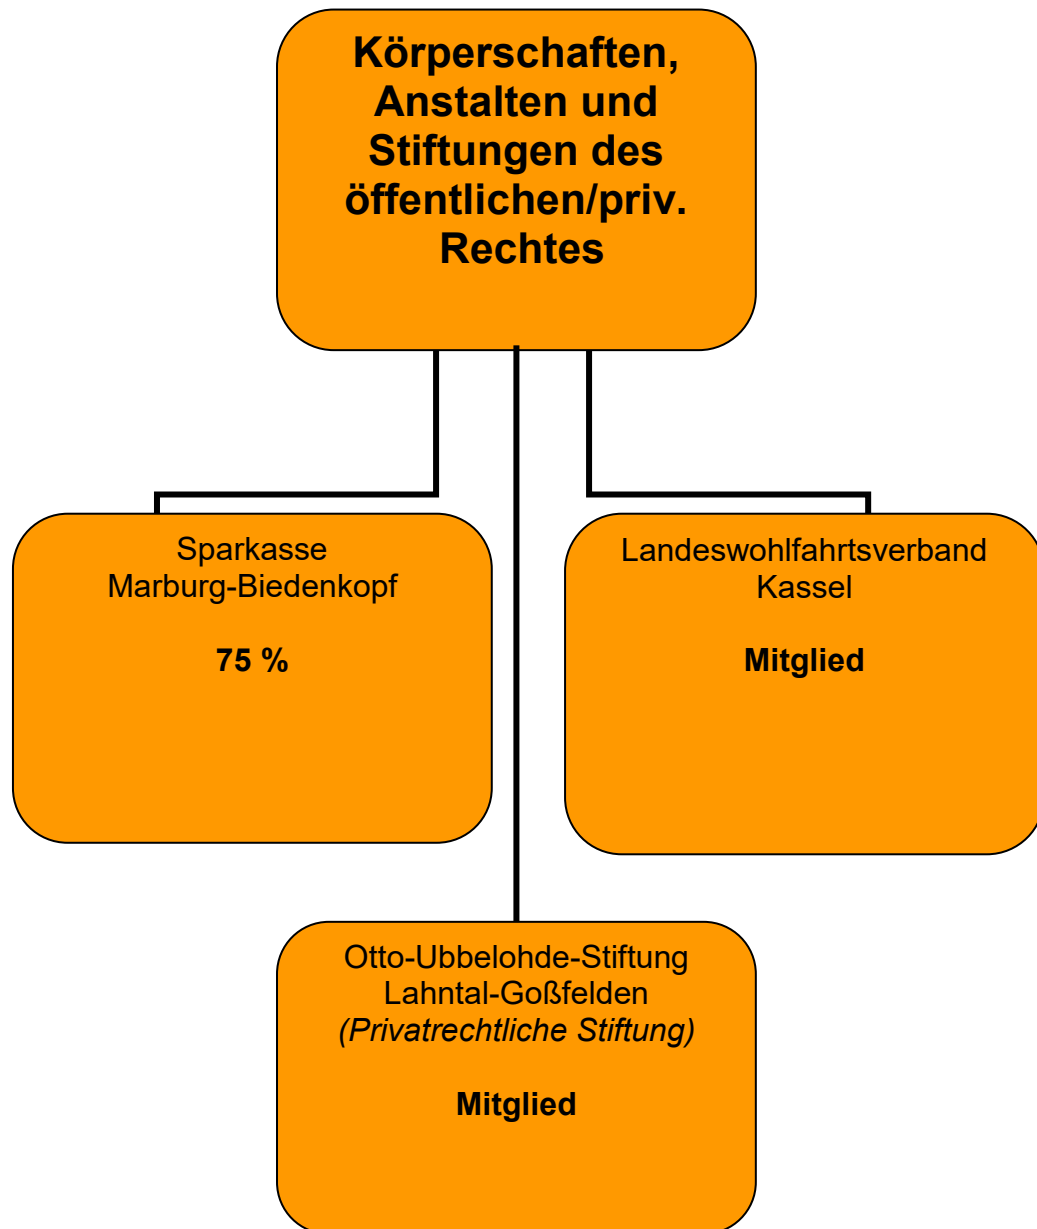 Körperschaften,
Anstalten und
Stiftungen des
öffentlichen/priv.
Rechtes
Sparkasse
Marburg-Biedenkopf
75 %
Landeswohlfahrtsverband
Kassel
Mitglied
Otto-Ubbelohde-Stiftung
Lahntal-Goßfelden
(Privatrechtliche Stiftung)
Mitglied